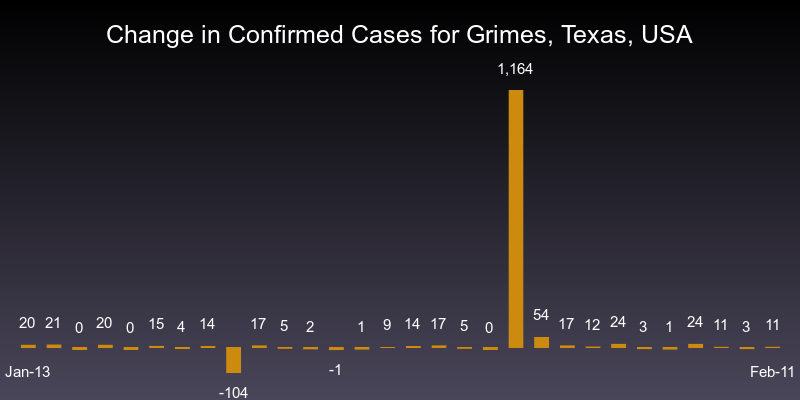 Change in Confirmed Cases for Grimes, Texas, USA
1,164
20 21 0 20 0 15 4 14 17 5 2 1 9 14 17 5 0 54 17 12 24 3 1 24 11 3 11
Jan-13 -1 Feb-11
-104